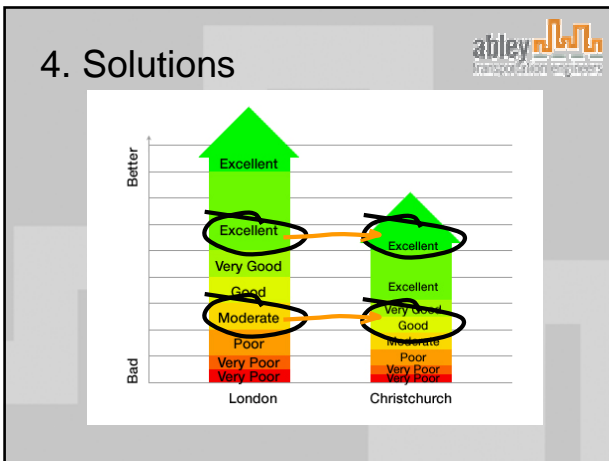 4. Solutions
abley
transportation engineers
Better
Bad
Excellent
Excellent
Very Good
Good
Moderate
Poor
Very Poor
Very Poor
London
Excellent
Excellent
Very Good
Good
Moderate
Poor
Very Poor
Very Poor
Christchurch